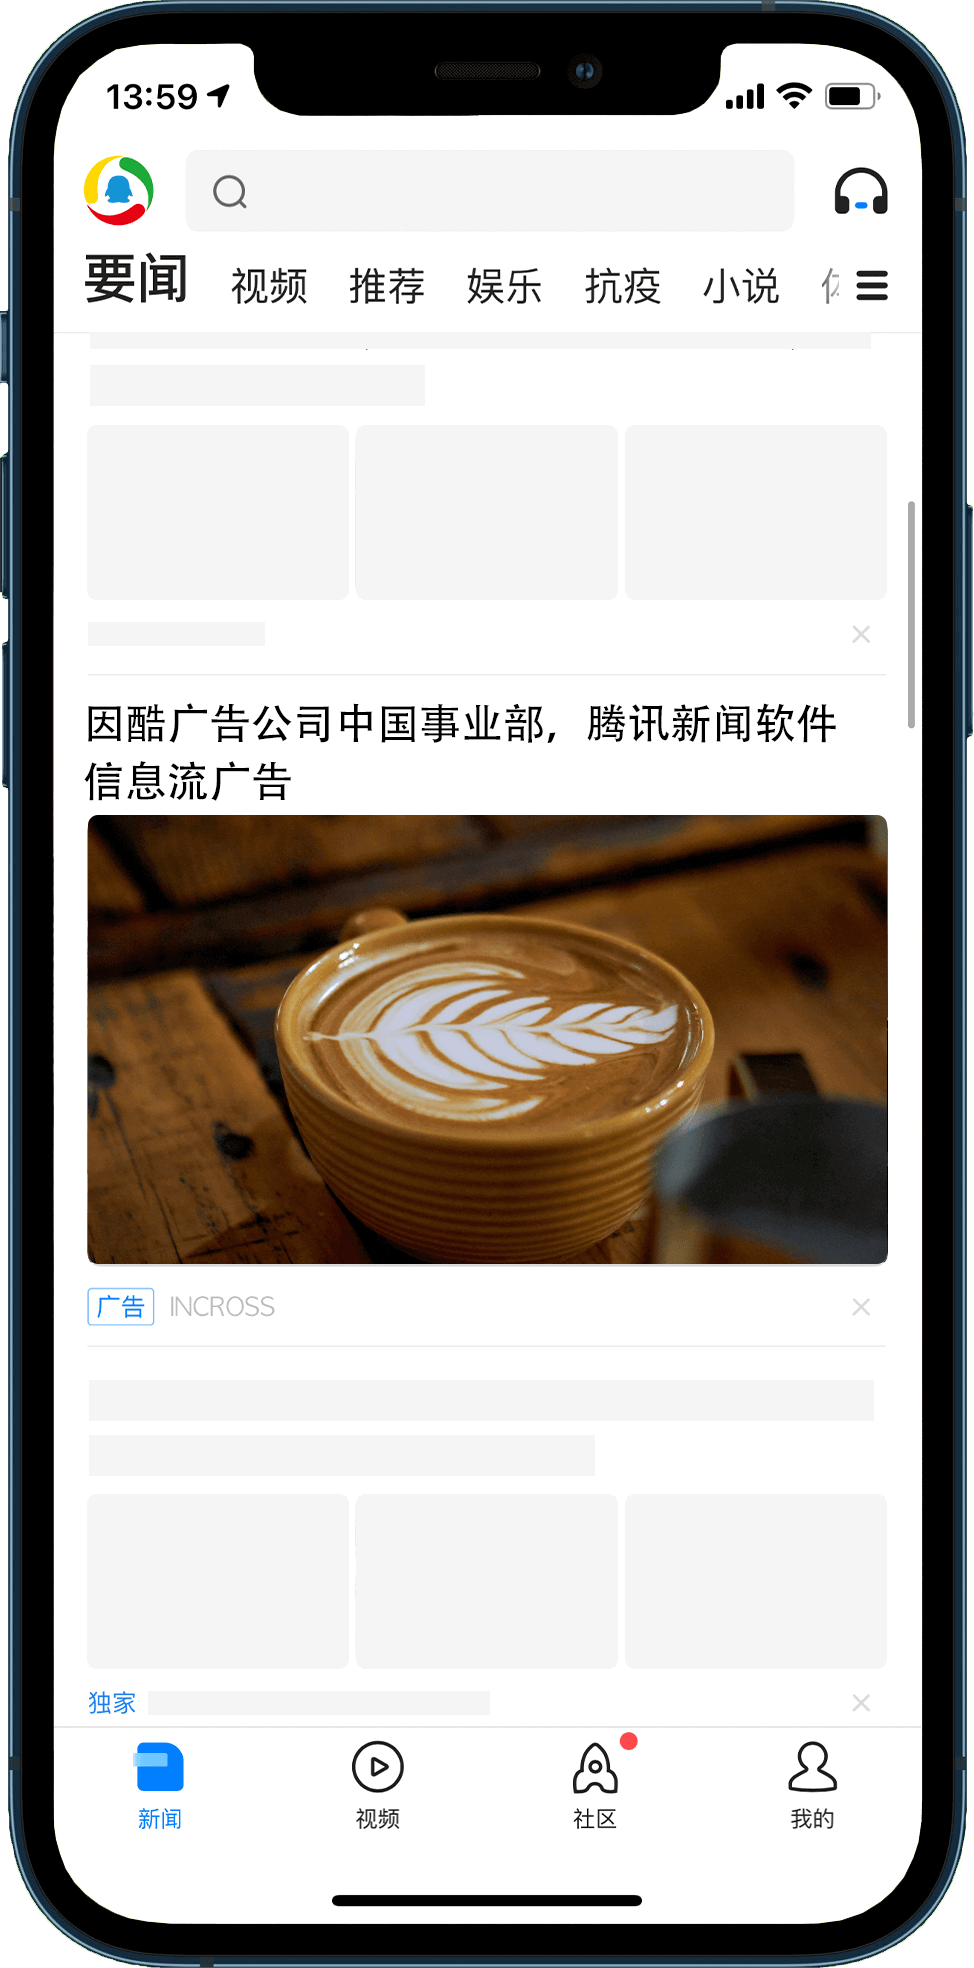 13:59
要闻 视频 推荐 娱乐 抗疫 小说
因酷广告公司中国事业部，腾讯新闻软件
信息流广告
广告 INCROSS
独家
新闻 视频 社区 我的